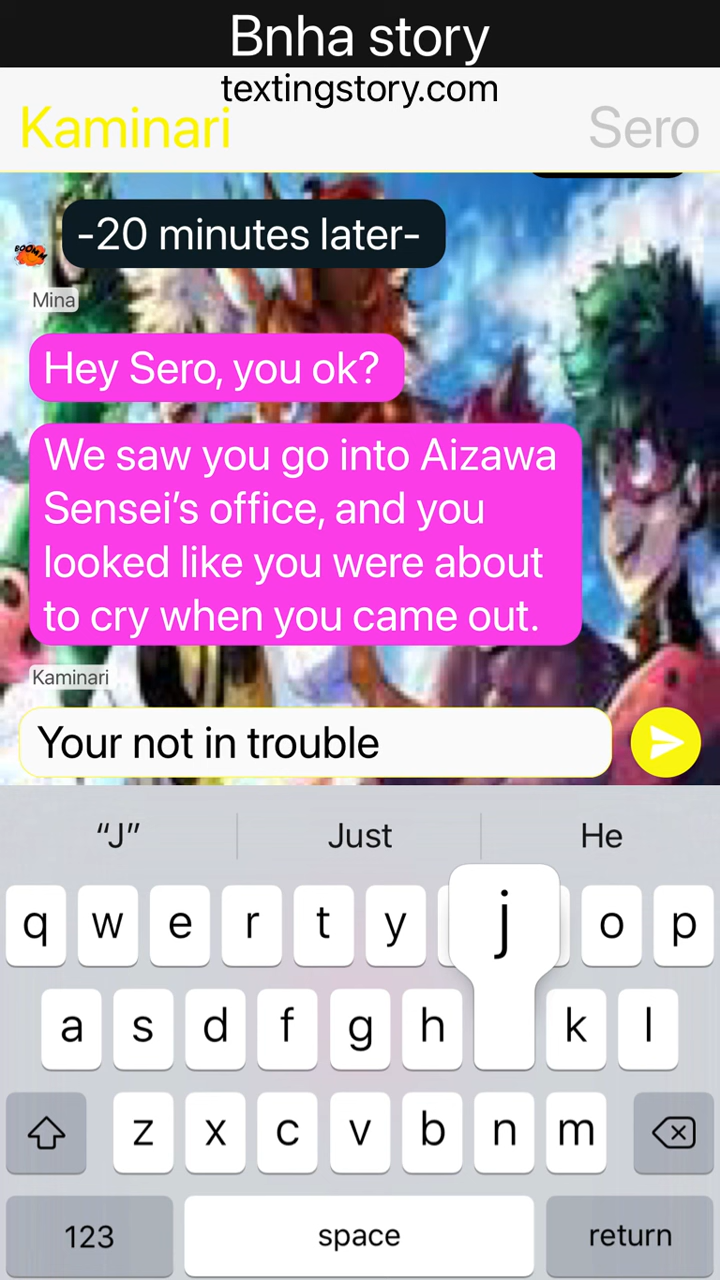 Bnha story
textingstory.com
Kaminari
Sero
-20 minutes later-
BOOMM
Mina
Hey Sero, you ok?
We saw you go into Aizawa
Sensei’s office, and you
looked like you were about
to cry when you came out.
Kaminari
Your not in trouble
“J” Just He
q w e r t y j o p
a s d f g h k l
z x c v b n m
123 space return